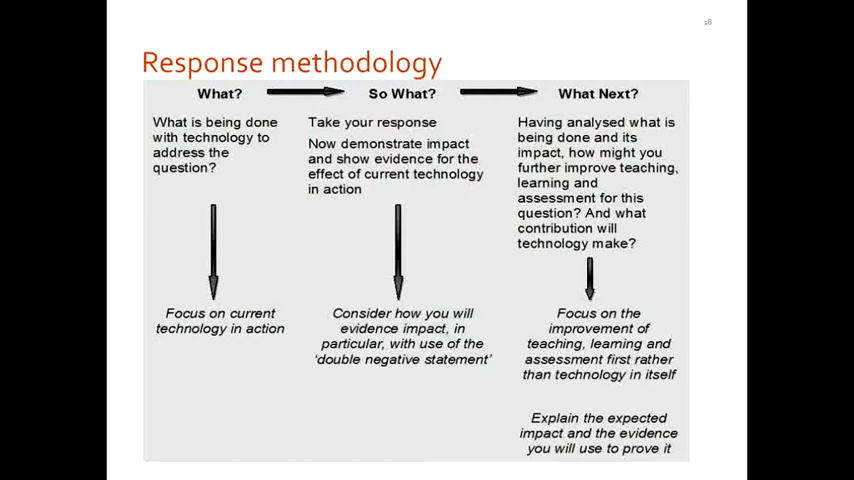 18
Response methodology
What?
So What?
What Next?
What is being done
with technology to
address the
question?
Take your response
Now demonstrate impact
and show evidence for the
effect of current technology
in action
Having analysed what is
being done and its
impact, how might you
further improve teaching,
learning and
assessment for this
question? And what
contribution will
technology make?
Focus on current
technology in action
Consider how you will
evidence impact, in
particular, with use of the
‘double negative statement’
Focus on the
improvement of
teaching, learning and
assessment first rather
than technology in itself
Explain the expected
impact and the evidence
you will use to prove it